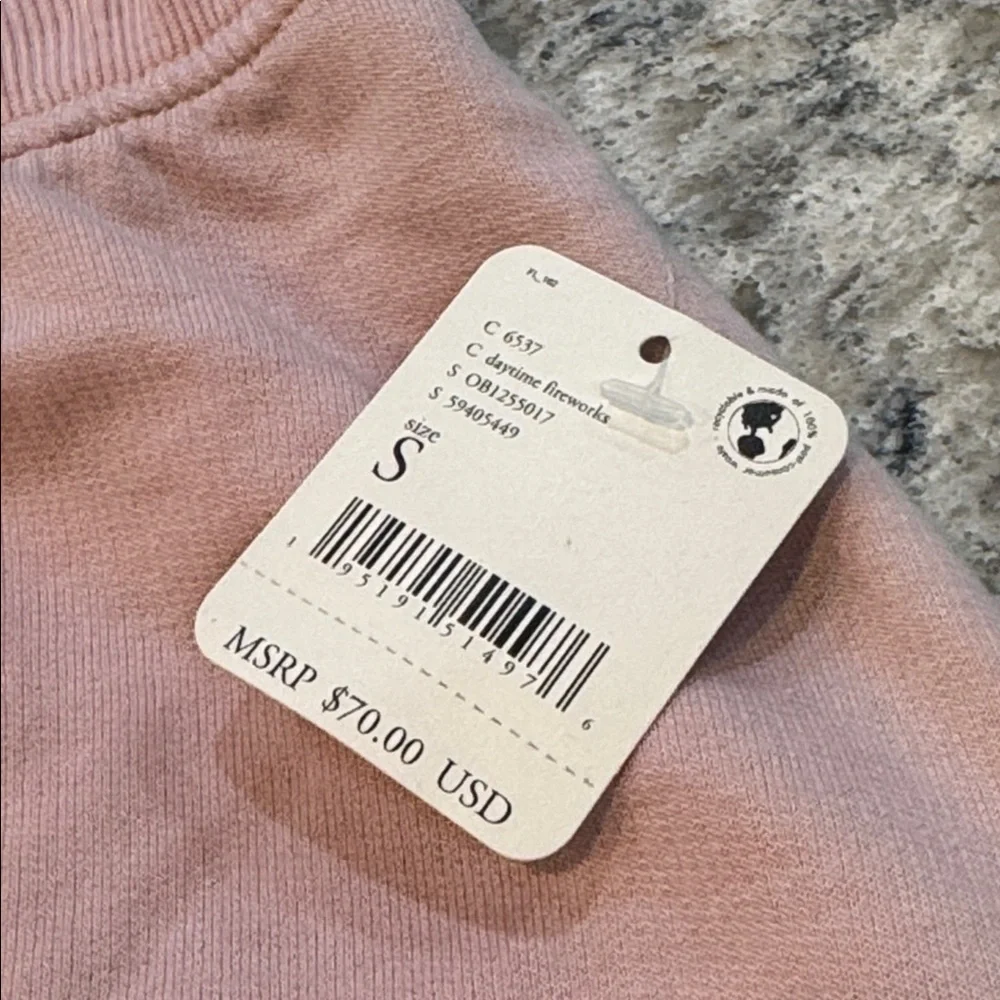 C 6537
C daytime fireworks
S OB1255017
S 59405449
size
S
recyclable & made of 100% post-consumer waste
1 95191 51497 6
MSRP $70.00 USD